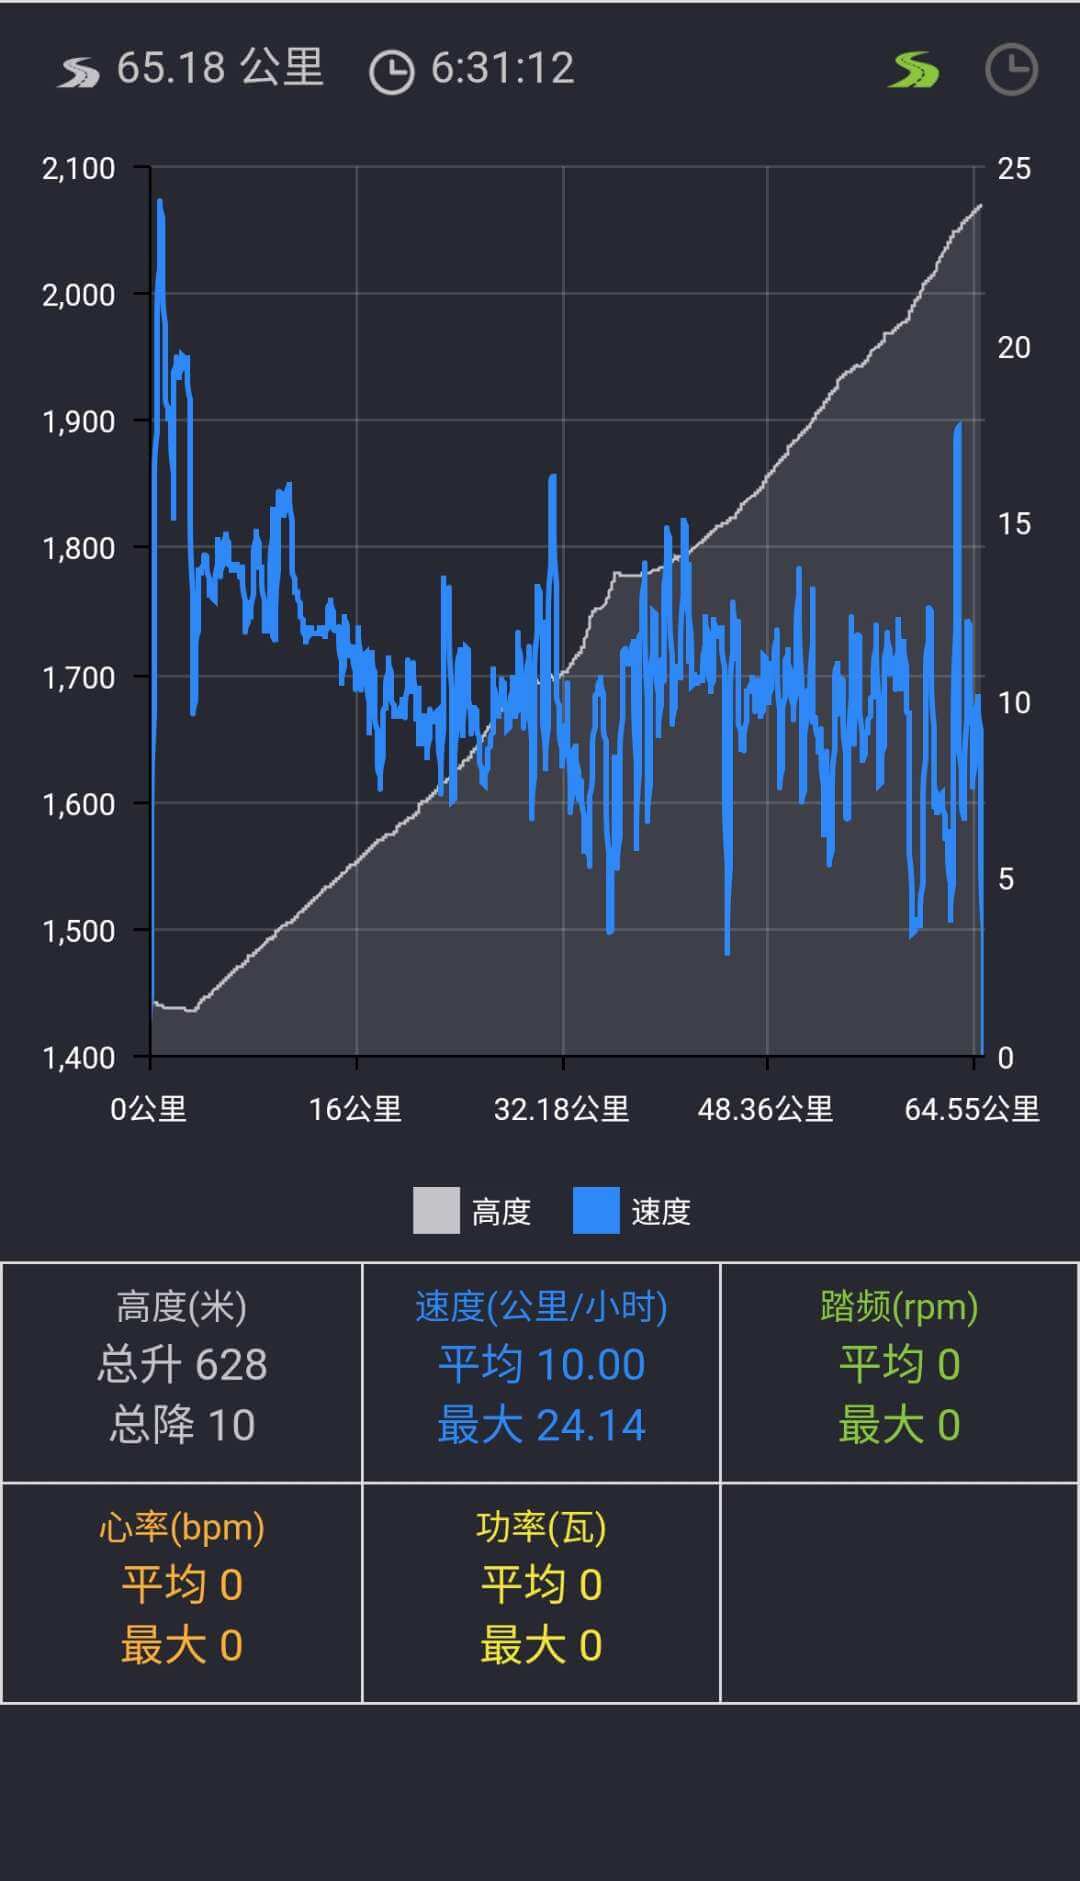 65.18 公里 6:31:12
2,100 25
2,000
20
1,900
15
1,800
1,700
10
1,600
5
1,500
1,400 0
0公里 16公里 32.18公里 48.36公里 64.55公里
高度 速度
高度(米) 速度(公里/小时) 踏频(rpm)
总升 628 平均 10.00 平均 0
总降 10 最大 24.14 最大 0
心率(bpm) 功率(瓦)
平均 0 平均 0
最大 0 最大 0